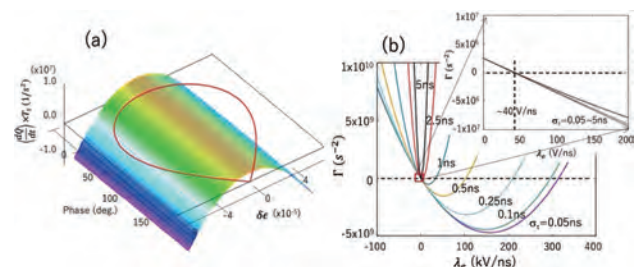 (a)
(x10⁷)
1.0
0
-1.0
(dQ/dt)×τₛ (1/s²)
0
50
100
150
Phase (deg.)
-4
0
4
δϵ (x10⁻⁵)
(b)
1x10¹⁰
5x10⁹
0
-5x10⁹
Γ (s⁻²)
5ns
2.5ns
1ns
0.5ns
0.25ns
0.1ns
σₜ=0.05ns
-100
0
100
200
300
400
λₑ (kV/ns)
1x10⁷
5x10⁶
0
-5x10⁶
-1x10⁷
Γ (s⁻²)
~40 V/ns
σₜ=0.05~5ns
0
50
100
150
200
λₑ (V/ns)